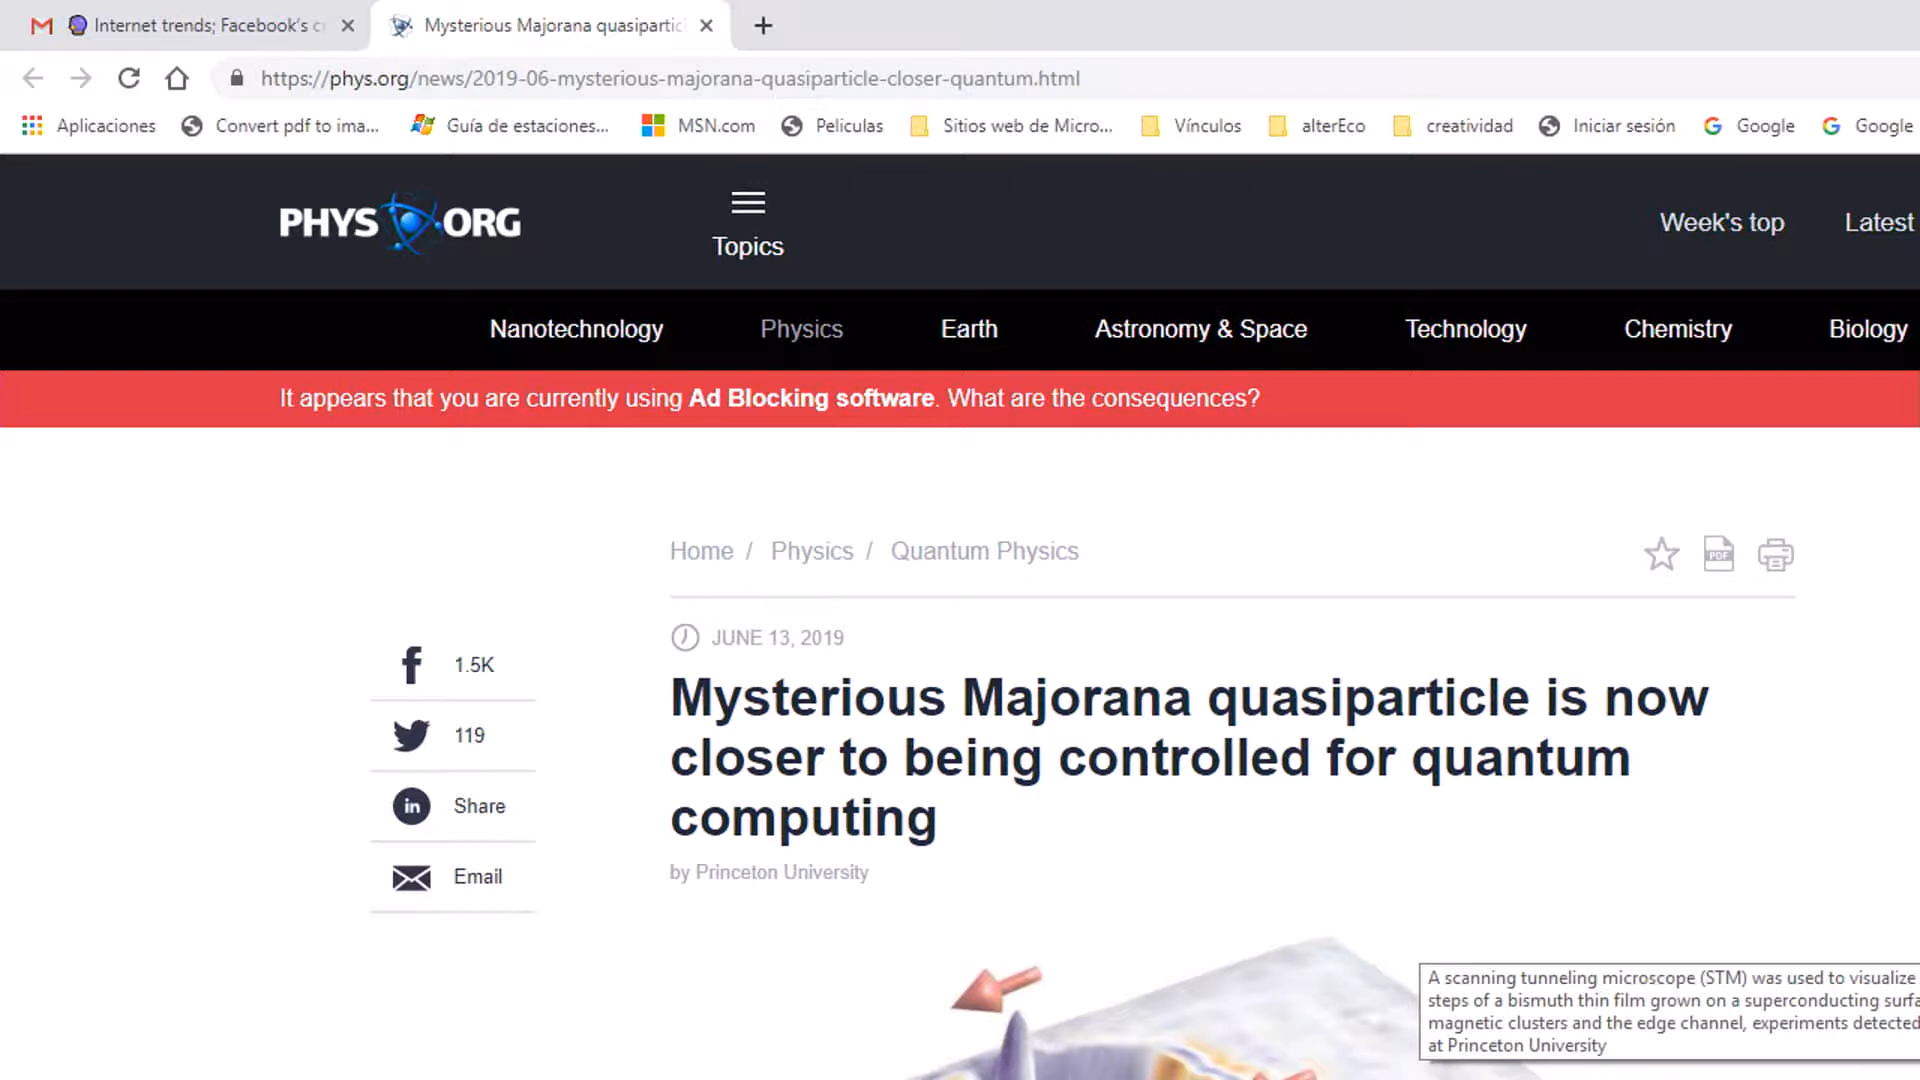 Internet trends; Facebook's c
Mysterious Majorana quasipartic
https://phys.org/news/2019-06-mysterious-majorana-quasiparticle-closer-quantum.html
Aplicaciones
Convert pdf to ima...
Guía de estaciones...
MSN.com
Peliculas
Sitios web de Micro...
Vínculos
alterEco
creatividad
Iniciar sesión
Google
Google
PHYS ORG
Topics
Week's top
Latest
Nanotechnology
Physics
Earth
Astronomy & Space
Technology
Chemistry
Biology
It appears that you are currently using Ad Blocking software. What are the consequences?
Home / Physics / Quantum Physics
PDF
JUNE 13, 2019
Mysterious Majorana quasiparticle is now
closer to being controlled for quantum
computing
by Princeton University
1.5K
119
in
Share
Email
A scanning tunneling microscope (STM) was used to visualize
steps of a bismuth thin film grown on a superconducting surfa
magnetic clusters and the edge channel, experiments detected
at Princeton University